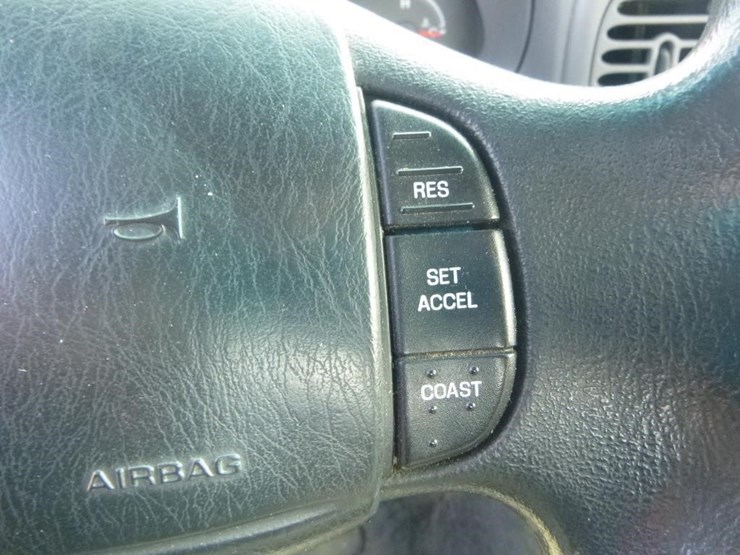 H
RES
SET
ACCEL
COAST
AIRBAG